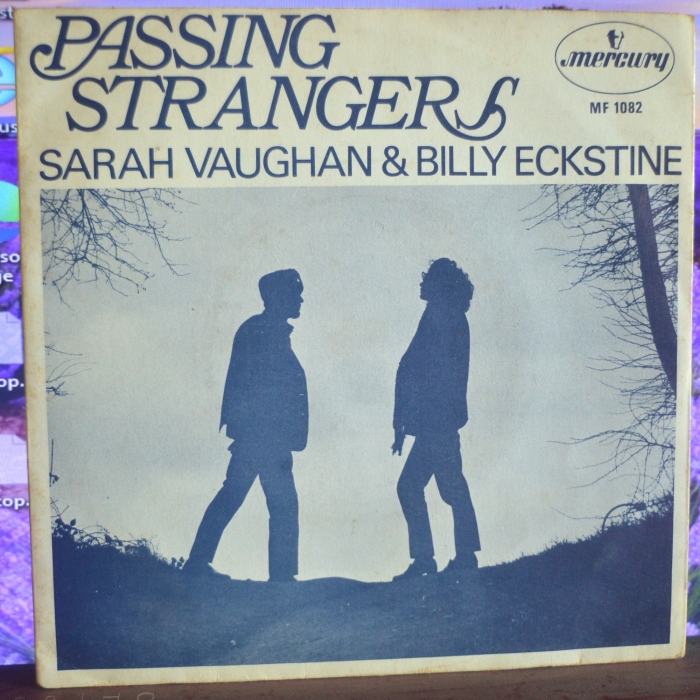 PASSING
STRANGERS
mercury
MF 1082
SARAH VAUGHAN & BILLY ECKSTINE